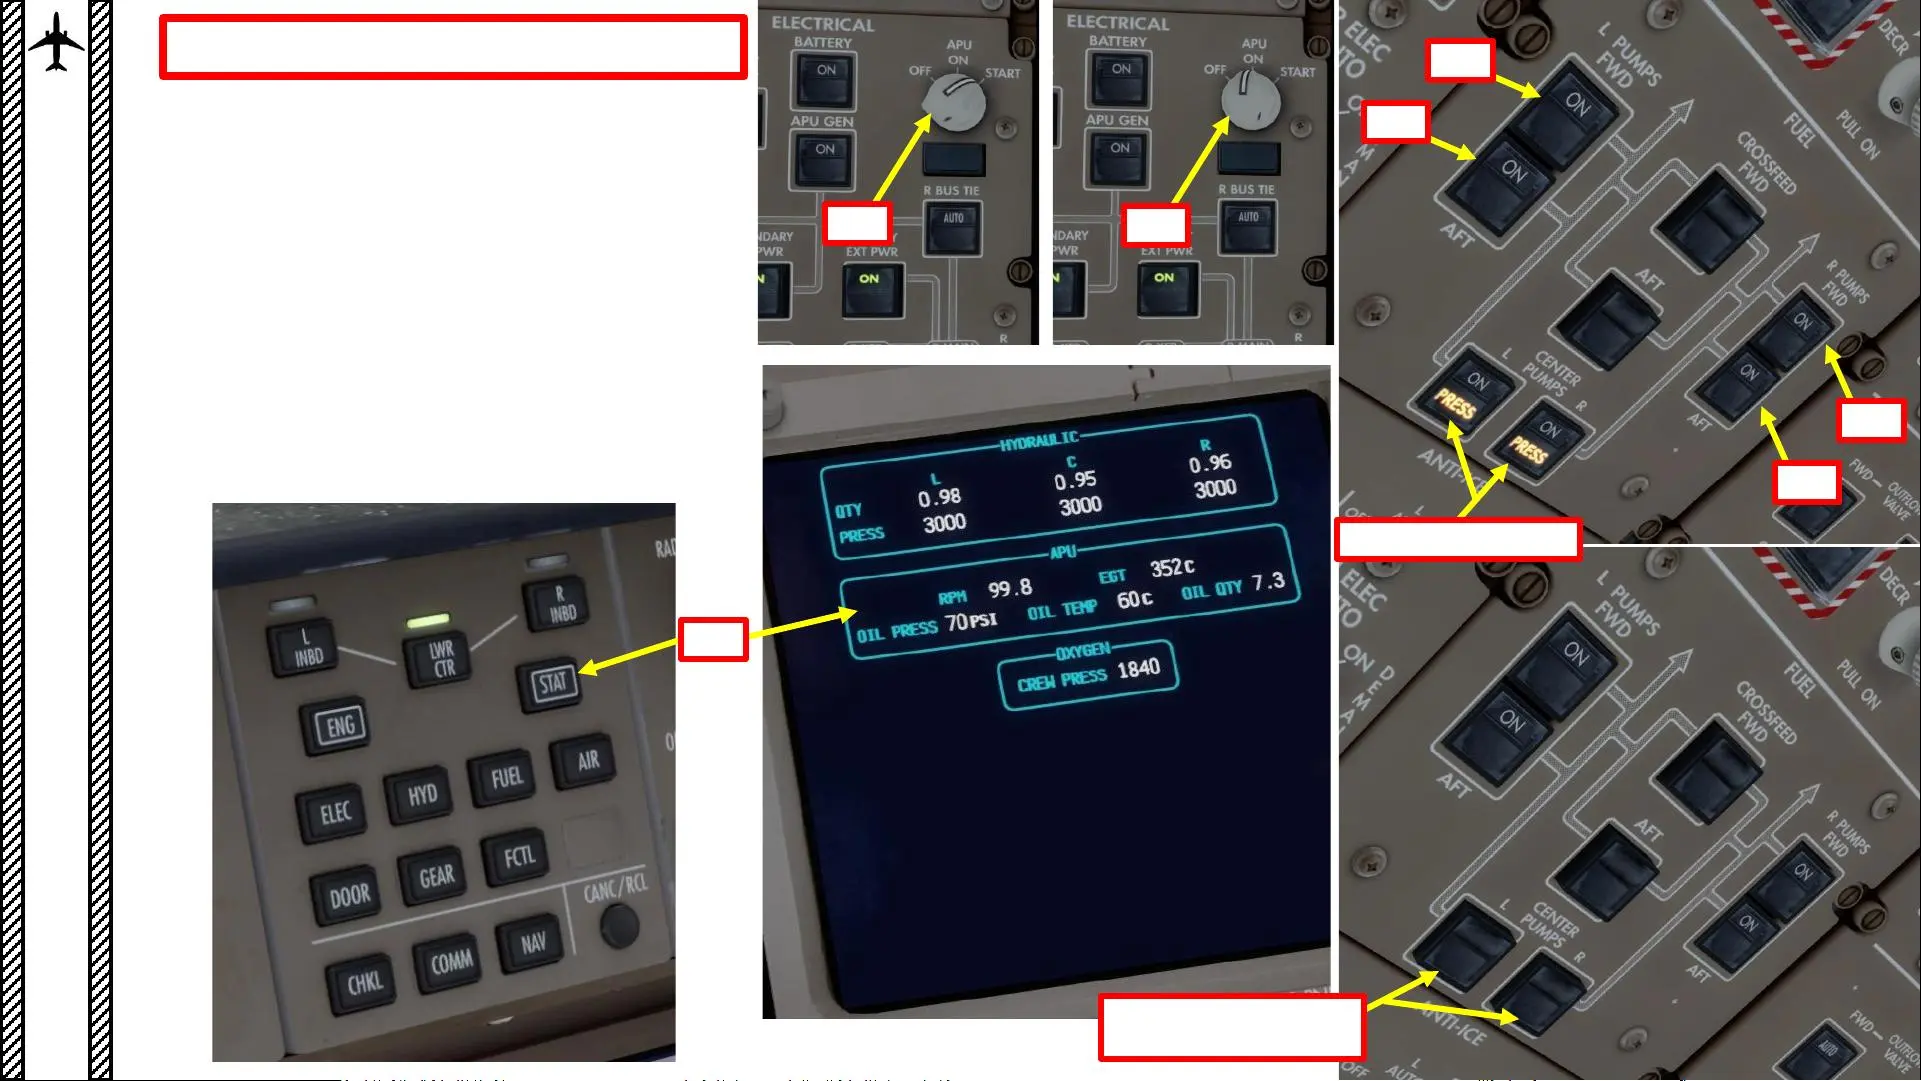 ELECTRICAL
BATTERY
ON
APU
OFF
ON
START
APU GEN
ON
R BUS TIE
AUTO
NDARY
PWR
EXT PWR
N
ON
R
ELECTRICAL
BATTERY
ON
APU
OFF
ON
START
APU GEN
ON
R BUS TIE
AUTO
NDARY
PWR
EXT PWR
N
ON
R
ELEC
L PUMPS
FWD
ON
ON
AFT
CROSSFEED
FWD
AFT
FUEL
PULL ON
DECR
R PUMPS
FWD
ON
ON
AFT
L
CENTER
PUMPS
R
ON
PRESS
ON
PRESS
FWD
OUTFLOW
VALVE
HYDRAULIC
L
C
R
QTY
0.98
0.95
0.96
PRESS
3000
3000
3000
APU
RPM 99.8
EGT 352c
OIL PRESS 70PSI
OIL TEMP 60c
OIL QTY 7.3
OXYGEN
CREW PRESS 1840
L
INBD
LWR
CTR
R
INBD
ENG
STAT
ELEC
HYD
FUEL
AIR
DOOR
GEAR
FCTL
CANC/RCL
CHKL
COMM
NAV
ELEC
L PUMPS
FWD
ON
ON
AFT
CROSSFEED
FWD
AFT
FUEL
PULL ON
DECR
R PUMPS
FWD
ON
ON
AFT
L
CENTER
PUMPS
R
ANTI-ICE
FWD
OUTFLOW
VALVE
AUTO
L
OFF